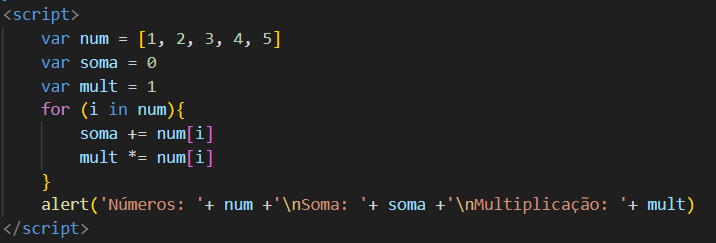 <script>
var num = [1, 2, 3, 4, 5]
var soma = 0
var mult = 1
for (i in num){
soma += num[i]
mult *= num[i]
}
alert('Números: '+ num +'\nSoma: '+ soma +'\nMultiplicação: '+ mult)
</script>